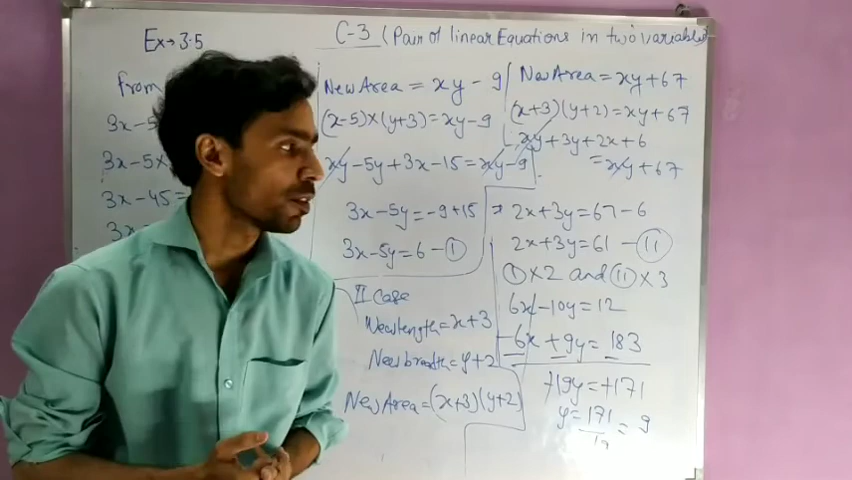 Ex→3.5
C-3 (Pair of linear Equations in two variables)
from
3x-5
3x-5x
3x-45=
3x
New Area = xy-9
(x-5)×(y+3)=xy-9
xy-5y+3x-15=xy-9
3x-5y=-9+15
3x-5y=6-①
II Case
New length=x+3
New breadth=y+2
New Area=(x+3)(y+2)
New Area=xy+67
(x+3)(y+2)=xy+67
xy+3y+2x+6
=xy+67
2x+3y=67-6
2x+3y=61-Ⓘⓘ
①×2 and Ⓘⓘ×3
6x-10y=12
-6x+9y=183
+19y=+171
y=171/19=9